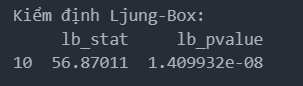 Kiểm định Ljung-Box:
lb_stat lb_pvalue
10 56.87011 1.409932e-08